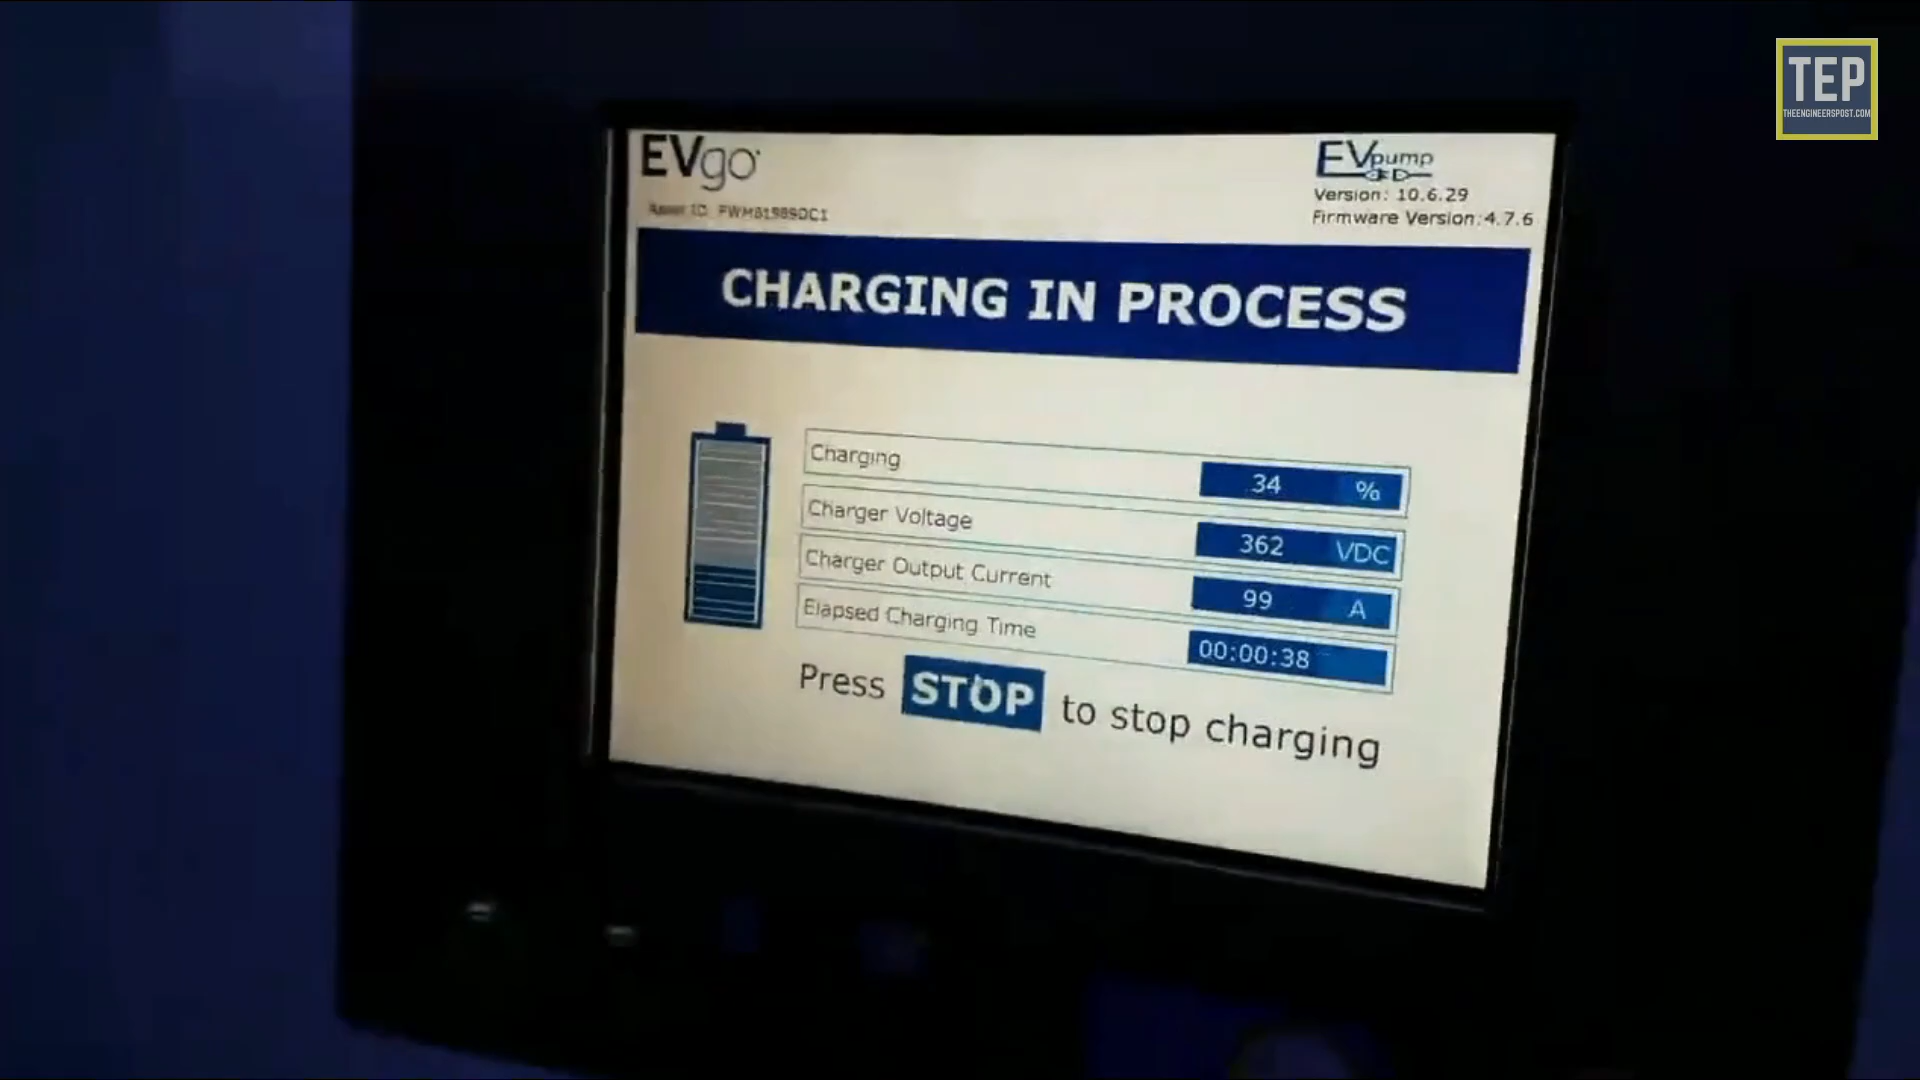 TEP
THEENGINEERSPOST.COM
EVgo
EVpump
Version: 10.6.29
Firmware Version:4.7.6
CHARGING IN PROCESS
Charging 34 %
Charger Voltage 362 VDC
Charger Output Current 99 A
Elapsed Charging Time 00:00:38
Press STOP to stop charging